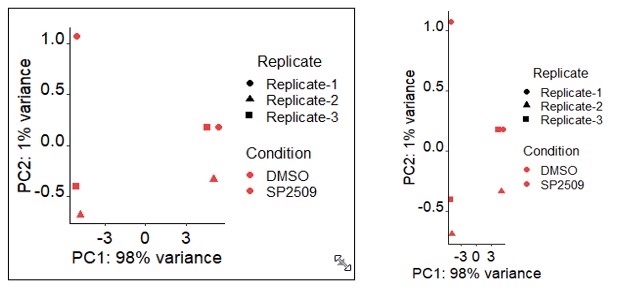 1.0
0.5
0.0
-0.5
PC2: 1% variance
-3 0 3
PC1: 98% variance
Replicate
Replicate-1
Replicate-2
Replicate-3
Condition
DMSO
SP2509
1.0
0.5
0.0
-0.5
PC2: 1% variance
-3 0 3
PC1: 98% variance
Replicate
Replicate-1
Replicate-2
Replicate-3
Condition
DMSO
SP2509